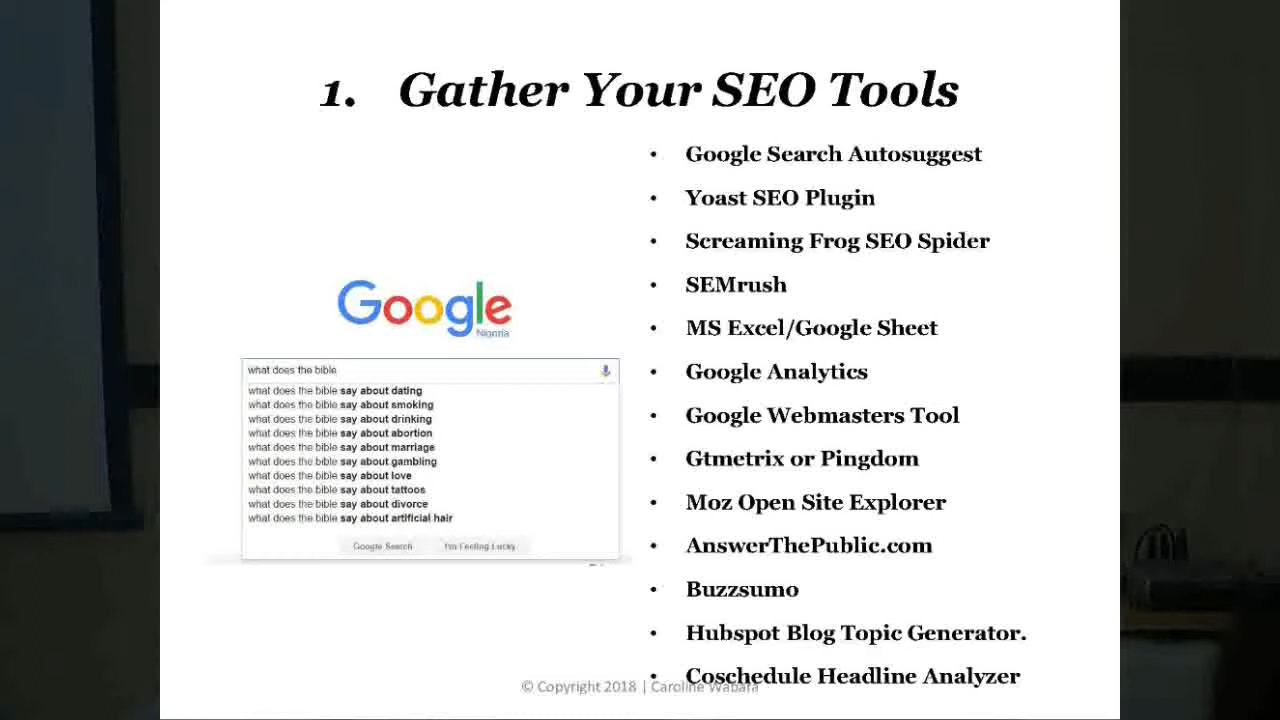 1. Gather Your SEO Tools
• Google Search Autosuggest
• Yoast SEO Plugin
• Screaming Frog SEO Spider
• SEMrush
• MS Excel/Google Sheet
• Google Analytics
• Google Webmasters Tool
• Gtmetrix or Pingdom
• Moz Open Site Explorer
• AnswerThePublic.com
• Buzzsumo
• Hubspot Blog Topic Generator.
• Coschedule Headline Analyzer
Google
Nigeria
what does the bible
what does the bible say about dating
what does the bible say about smoking
what does the bible say about drinking
what does the bible say about abortion
what does the bible say about marriage
what does the bible say about gambling
what does the bible say about love
what does the bible say about tattoos
what does the bible say about divorce
what does the bible say about artificial hair
Google Search I'm Feeling Lucky
© Copyright 2018 | Caroline Wabara